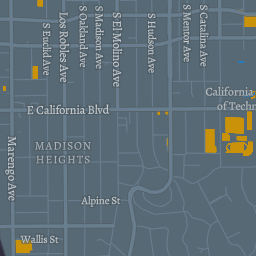 S Euclid Ave
Los Robles Ave
S Oakland Ave
S Madison Ave
S El Molino Ave
S Hudson Ave
S Mentor Ave
S Catalina Ave
California
of Techn
E California Blvd
MADISON
HEIGHTS
Marengo Ave
Alpine St
Wallis St